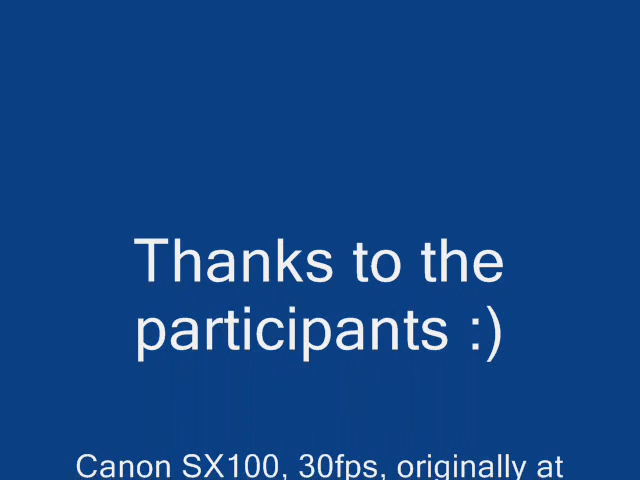 Thanks to the
participants :)
Canon SX100, 30fps, originally at